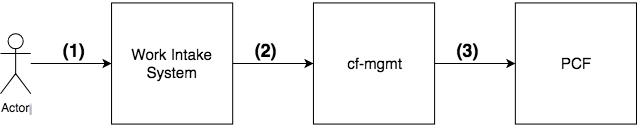 (1)
(2)
(3)
Work Intake
System
cf-mgmt
PCF
Actor